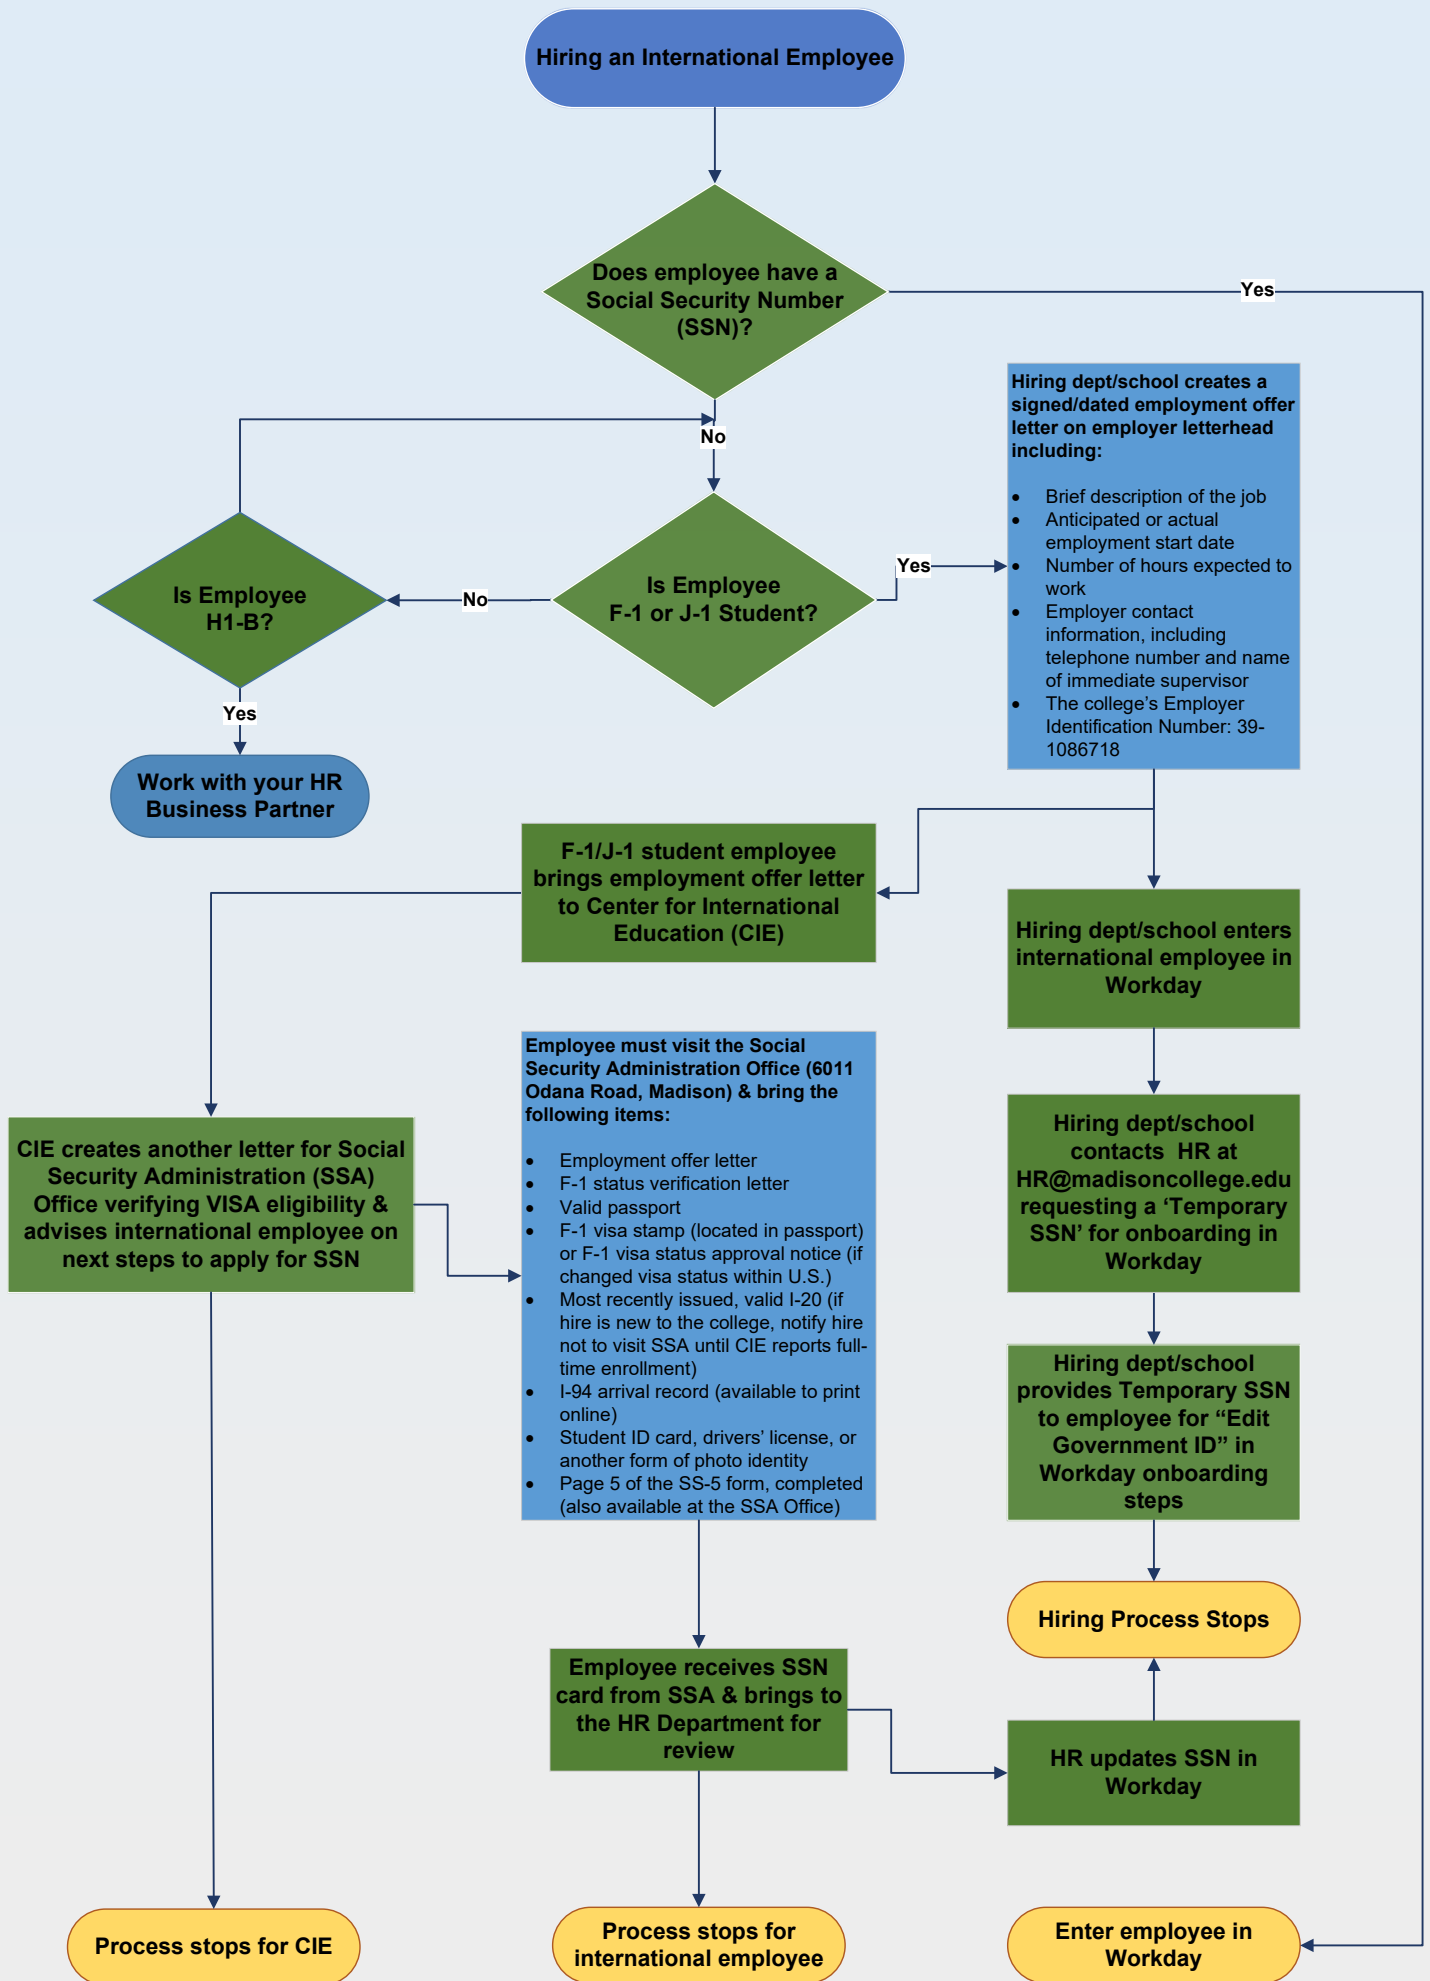 Hiring an International Employee
Does employee have a
Social Security Number
(SSN)?
Yes
No
Hiring dept/school creates a
signed/dated employment offer
letter on employer letterhead
including:
• Brief description of the job
• Anticipated or actual
employment start date
• Number of hours expected to
work
• Employer contact
information, including
telephone number and name
of immediate supervisor
• The college’s Employer
Identification Number: 39-
1086718
Is Employee
F-1 or J-1 Student?
Yes
No
Is Employee
H1-B?
Yes
Work with your HR
Business Partner
F-1/J-1 student employee
brings employment offer letter
to Center for International
Education (CIE)
Hiring dept/school enters
international employee in
Workday
Employee must visit the Social
Security Administration Office (6011
Odana Road, Madison) & bring the
following items:
• Employment offer letter
• F-1 status verification letter
• Valid passport
• F-1 visa stamp (located in passport)
or F-1 visa status approval notice (if
changed visa status within U.S.)
• Most recently issued, valid I-20 (if
hire is new to the college, notify hire
not to visit SSA until CIE reports full-
time enrollment)
• I-94 arrival record (available to print
online)
• Student ID card, drivers’ license, or
another form of photo identity
• Page 5 of the SS-5 form, completed
(also available at the SSA Office)
CIE creates another letter for Social
Security Administration (SSA)
Office verifying VISA eligibility &
advises international employee on
next steps to apply for SSN
Hiring dept/school
contacts HR at
HR@madisoncollege.edu
requesting a ‘Temporary
SSN’ for onboarding in
Workday
Hiring dept/school
provides Temporary SSN
to employee for “Edit
Government ID” in
Workday onboarding
steps
Hiring Process Stops
Employee receives SSN
card from SSA & brings to
the HR Department for
review
HR updates SSN in
Workday
Process stops for CIE
Process stops for
international employee
Enter employee in
Workday